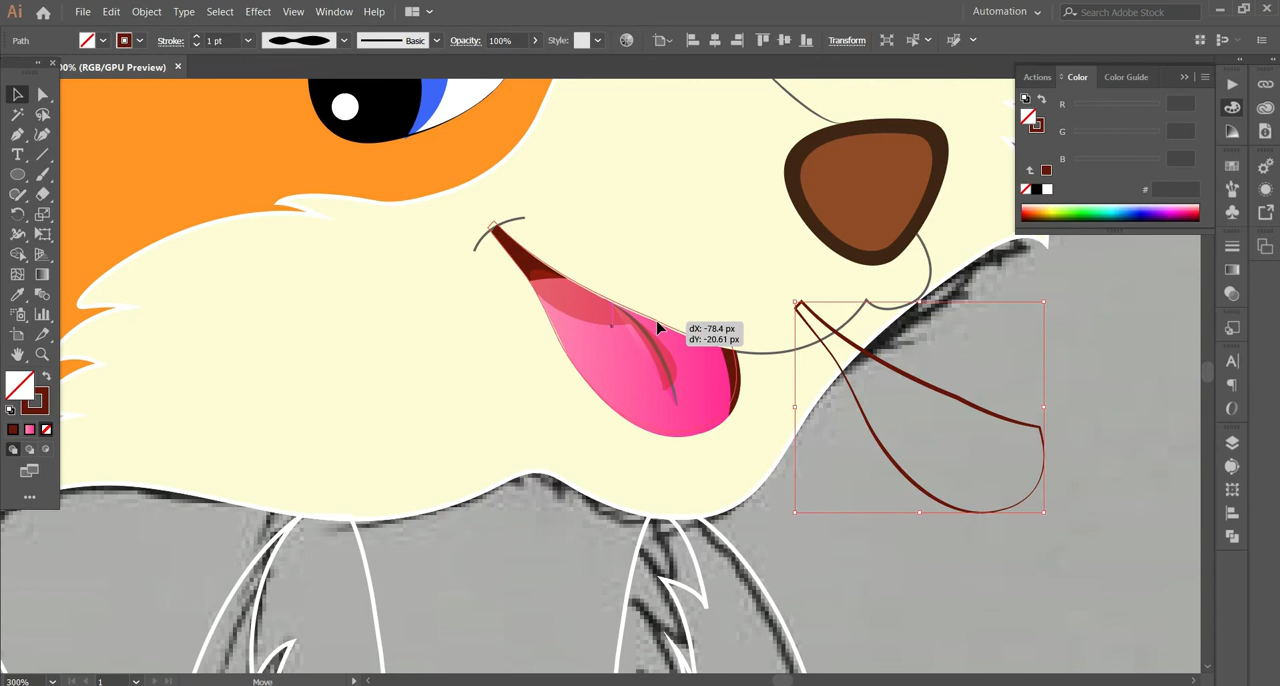 Ai File Edit Object Type Select Effect View Window Help Automation Search Adobe Stock
Path Stroke: 1 pt Basic Opacity: 100% Style: Transform
00% (RGB/GPU Preview) ×
Actions Color Color Guide
R
G
B
#
dX: -78.4 px
dY: -20.61 px
300% 1 Move